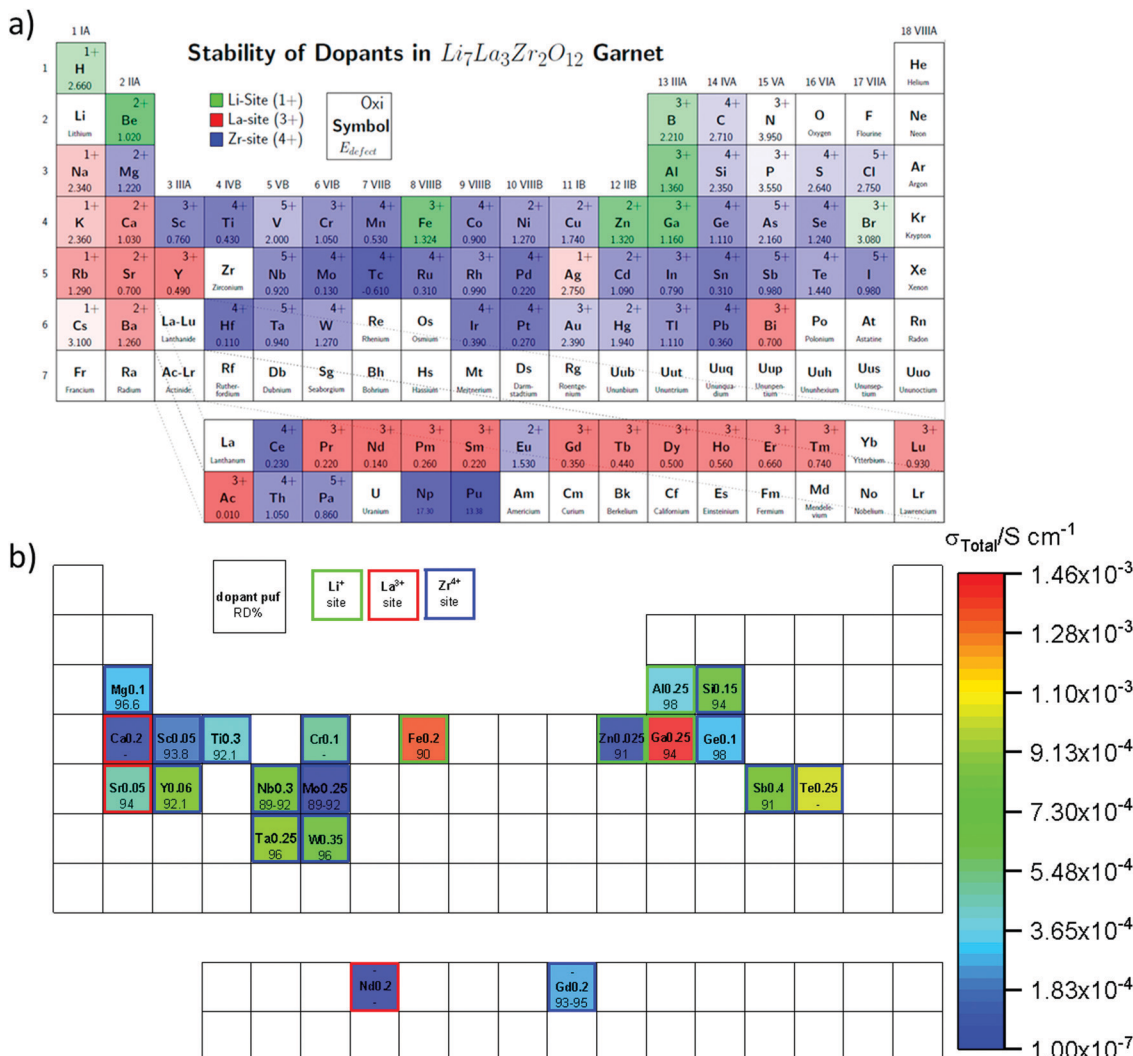 a)
Stability of Dopants in Li7La3Zr2O12 Garnet
1 IA
18 VIIIA
2 IIA
13 IIIA 14 IVA 15 VA 16 VIA 17 VIIA
3 IIIA 4 IVB 5 VB 6 VIB 7 VIIB 8 VIIIB 9 VIIIB 10 VIIIB 11 IB 12 IIB
Li-Site (1+)
La-site (3+)
Zr-site (4+)
Oxi
Symbol
Edefect
1
1+ H 2.660
He Helium
2
Li Lithium
2+ Be 1.020
3+ B 2.210
4+ C 2.710
3+ N 3.950
O Oxygen
F Flourine
Ne Neon
3
1+ Na 2.340
2+ Mg 1.220
3+ Al 1.360
4+ Si 2.350
3+ P 3.550
4+ S 2.640
5+ Cl 2.750
Ar Argon
4
1+ K 2.360
2+ Ca 1.030
3+ Sc 0.760
4+ Ti 0.430
5+ V 2.000
3+ Cr 1.050
4+ Mn 0.530
3+ Fe 1.324
4+ Co 0.900
2+ Ni 1.270
2+ Cu 1.740
2+ Zn 1.320
3+ Ga 1.160
4+ Ge 1.110
5+ As 2.160
4+ Se 1.240
3+ Br 3.080
Kr Krypton
5
1+ Rb 1.290
2+ Sr 0.700
3+ Y 0.490
Zr Zirconium
5+ Nb 0.920
4+ Mo 0.130
4+ Tc -0.610
4+ Ru 0.310
3+ Rh 0.990
4+ Pd 0.220
1+ Ag 2.750
2+ Cd 1.090
3+ In 0.790
4+ Sn 0.310
5+ Sb 0.980
4+ Te 1.440
5+ I 0.980
Xe Xenon
6
1+ Cs 3.100
2+ Ba 1.260
La-Lu Lanthanide
4+ Hf 0.110
5+ Ta 0.940
4+ W 1.270
Re Rhenium
Os Osmium
4+ Ir 0.390
4+ Pt 0.270
3+ Au 2.390
2+ Hg 1.940
3+ Tl 1.110
4+ Pb 0.360
3+ Bi 0.700
Po Polonium
At Astatine
Rn Radon
7
Fr Francium
Ra Radium
Ac-Lr Actinide
Rf Ruther-fordium
Db Dubnium
Sg Seaborgium
Bh Bohrium
Hs Hassium
Mt Meitnerium
Ds Darm-stadtium
Rg Roentge-nium
Uub Ununbium
Uut Ununtrium
Uuq Ununqua-dium
Uup Ununpen-tium
Uuh Ununhexium
Uus Ununsep-tium
Uuo Ununoctium
La Lanthanum
4+ Ce 0.230
3+ Pr 0.220
3+ Nd 0.140
3+ Pm 0.260
3+ Sm 0.220
2+ Eu 1.530
3+ Gd 0.350
3+ Tb 0.440
3+ Dy 0.500
3+ Ho 0.560
3+ Er 0.660
3+ Tm 0.740
Yb Ytterbium
3+ Lu 0.930
3+ Ac 0.010
4+ Th 1.050
5+ Pa 0.860
U Uranium
Np 17.30
Pu
Am Americium
Cm Curium
Bk Berkelium
Cf Californium
Es Einsteinium
Fm Fermium
Md Mendele-vium
No Nobelium
Lr Lawrencium
b)
dopant puf
RD%
Li+ site
La3+ site
Zr4+ site
σTotal/S cm-1
1.46x10-3
1.28x10-3
1.10x10-3
9.13x10-4
7.30x10-4
5.48x10-4
3.65x10-4
1.83x10-4
1.00x10-7
Mg0.1 96.6
Al0.25 98
Si0.15 94
Ca0.2 -
Sc0.05 93.8
Ti0.3 92.1
Cr0.1 -
Fe0.2 90
Zn0.025 91
Ga0.25 94
Ge0.1 98
Sr0.05 94
Y0.06 92.1
Nb0.3 89-92
Mo0.25 89-92
Sb0.4 91
Te0.25 -
Ta0.25 96
W0.35 96
- Nd0.2 -
- Gd0.2 93-95